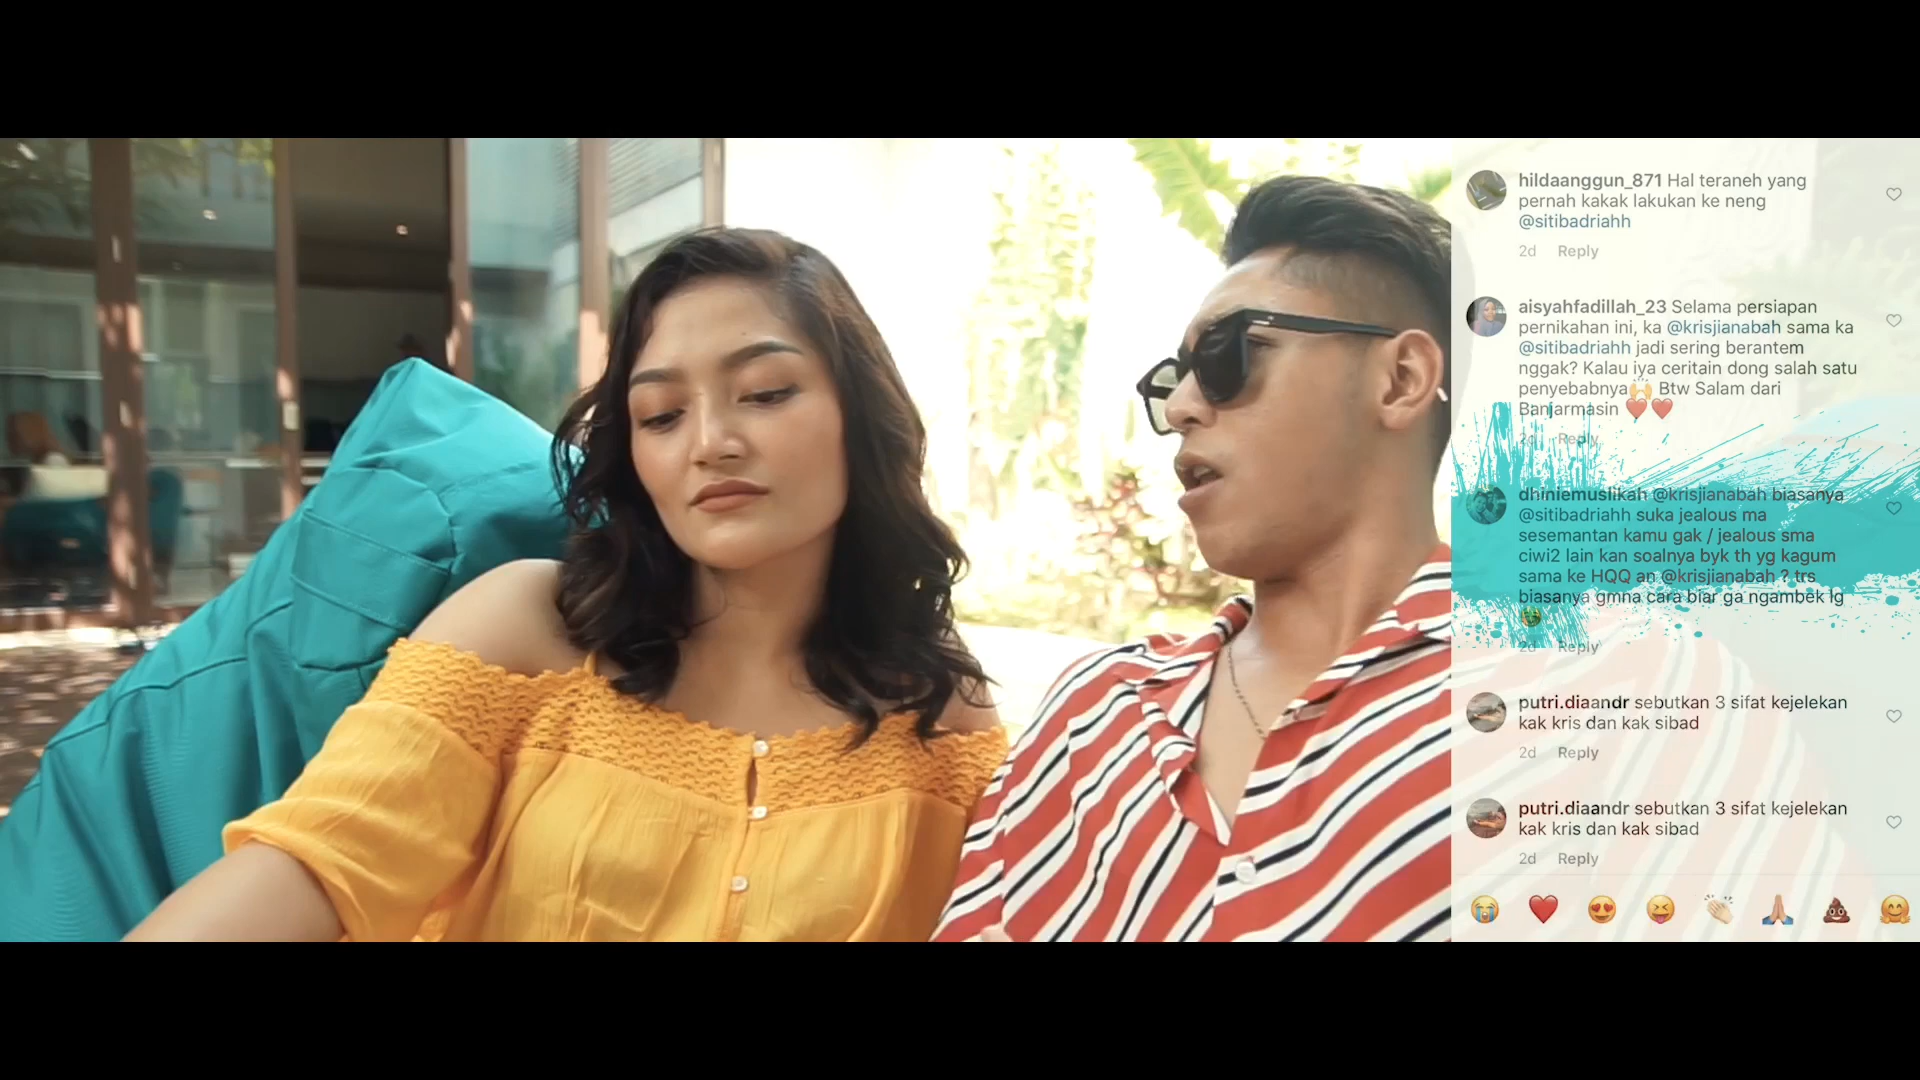 hildaanggun_871 Hal teraneh yang
pernah kakak lakukan ke neng
@sitibadriahh
2d Reply
aisyahfadillah_23 Selama persiapan
pernikahan ini, ka @krisjianabah sama ka
@sitibadriahh jadi sering berantem
nggak? Kalau iya ceritain dong salah satu
penyebabnya🙌 Btw Salam dari
Banjarmasin ❤️❤️
2d Reply
dhiniemuslikah @krisjianabah biasanya
@sitibadriahh suka jealous ma
sesemantan kamu gak / jealous sma
ciwi2 lain kan soalnya byk th yg kagum
sama ke HQQ an @krisjianabah ? trs
biasanya gmna cara biar ga ngambek lg
2d Reply
putri.diaandr sebutkan 3 sifat kejelekan
kak kris dan kak sibad
2d Reply
putri.diaandr sebutkan 3 sifat kejelekan
kak kris dan kak sibad
2d Reply